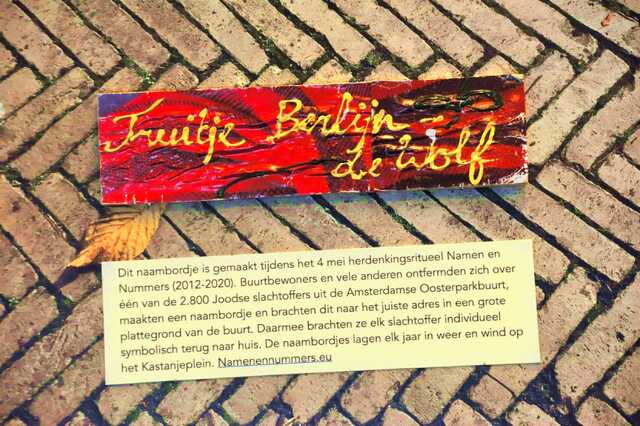 Truitje Berlijn-
de Wolf
Dit naambordje is gemaakt tijdens het 4 mei herdenkingsritueel Namen en
Nummers (2012-2020). Buurtbewoners en vele anderen ontfermden zich over
één van de 2.800 Joodse slachtoffers uit de Amsterdamse Oosterparkbuurt,
maakten een naambordje en brachten dit naar het juiste adres in een grote
plattegrond van de buurt. Daarmee brachten ze elk slachtoffer individueel
symbolisch terug naar huis. De naambordjes lagen elk jaar in weer en wind op
het Kastanjeplein. Namenennummers.eu